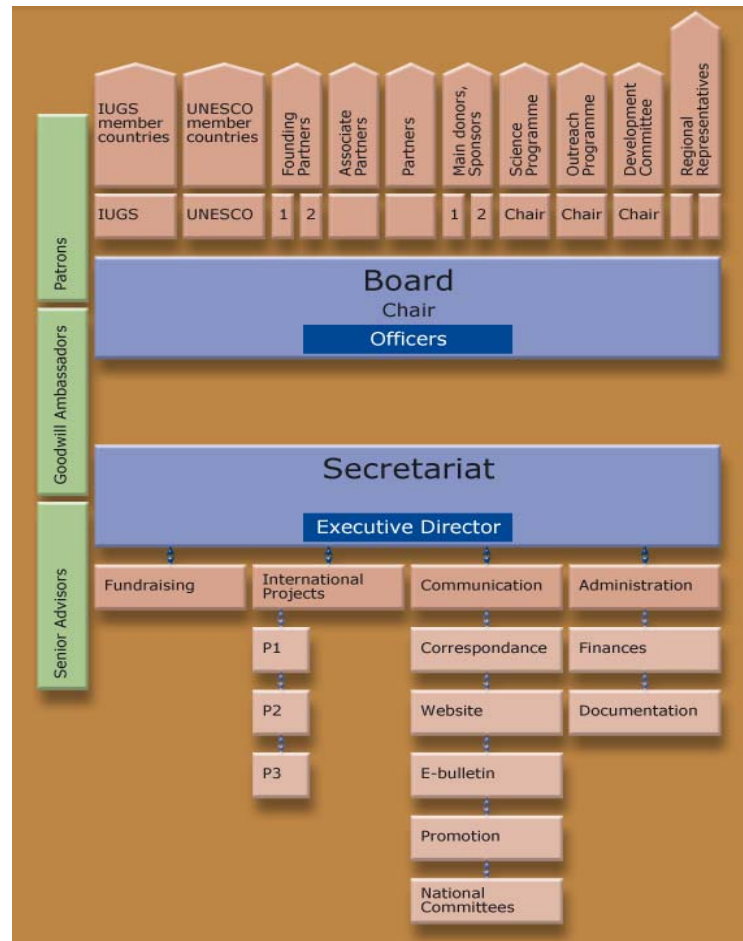 Patrons
Goodwill Ambassadors
Senior Advisors
IUGS
member
countries
UNESCO
member
countries
Founding
Partners
Associate
Partners
Partners
Main donors,
Sponsors
Science
Programme
Outreach
Programme
Development
Committee
Regional
Representatives
IUGS
UNESCO
1
2
1
2
Chair
Chair
Chair
Board
Chair
Officers
Secretariat
Executive Director
Fundraising
International
Projects
P1
P2
P3
Communication
Correspondance
Website
E-bulletin
Promotion
National
Committees
Administration
Finances
Documentation